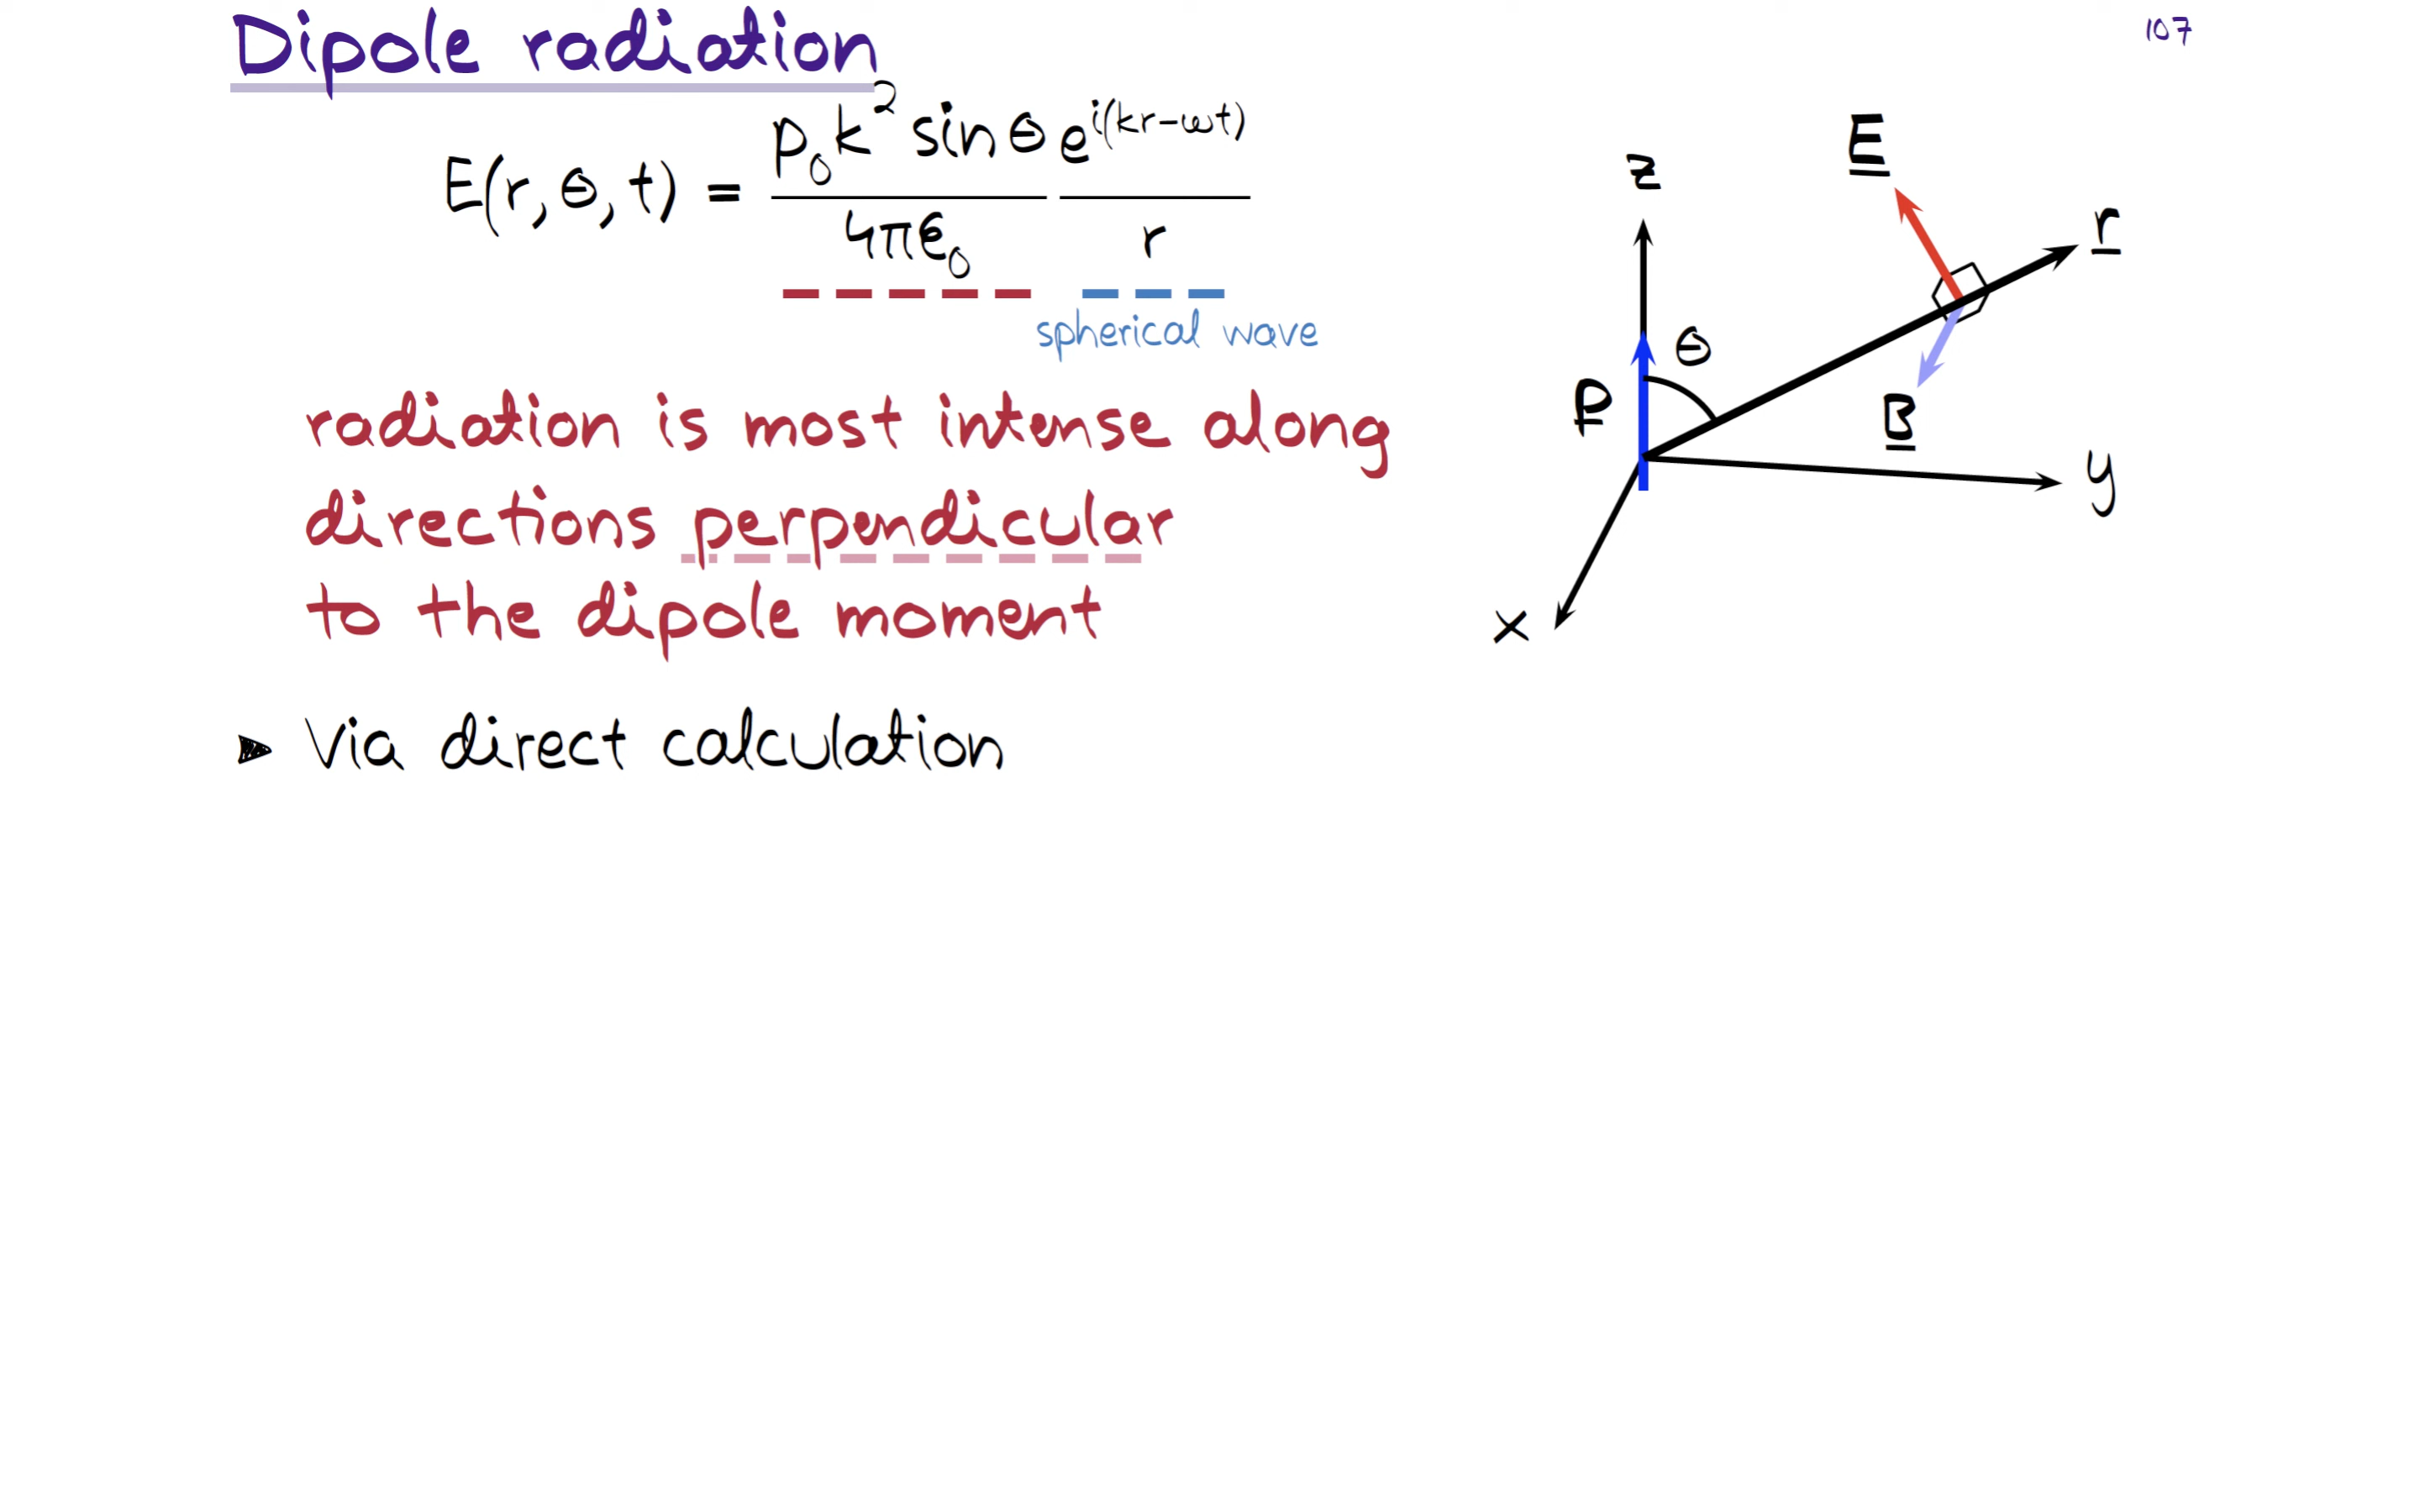 Dipole radiation
107
E(r, θ, t) = p₀k² sin θ / 4πε₀ e^{i(kr-ωt)} / r
spherical wave
radiation is most intense along
directions perpendicular
to the dipole moment
▸ Via direct calculation
z
E
r
θ
p
B
y
x